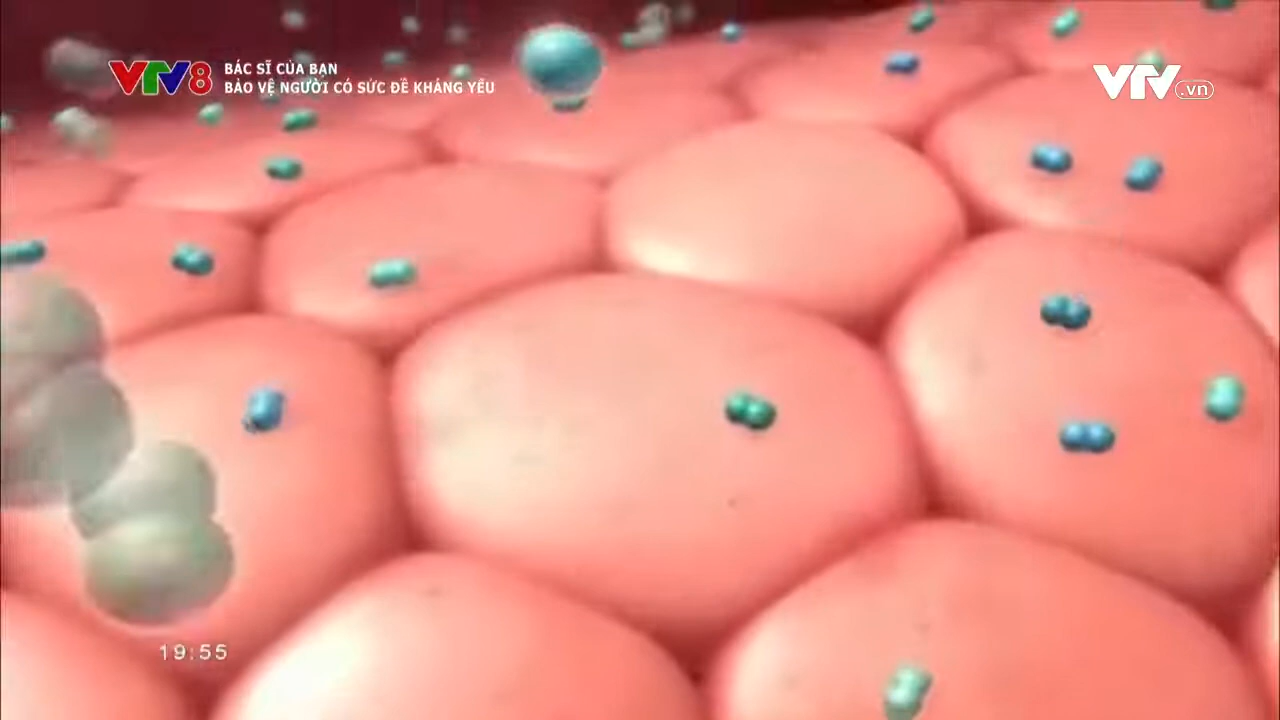 VTV8
BÁC SĨ CỦA BẠN
BẢO VỆ NGƯỜI CÓ SỨC ĐỀ KHÁNG YẾU
VTV.vn
19:55